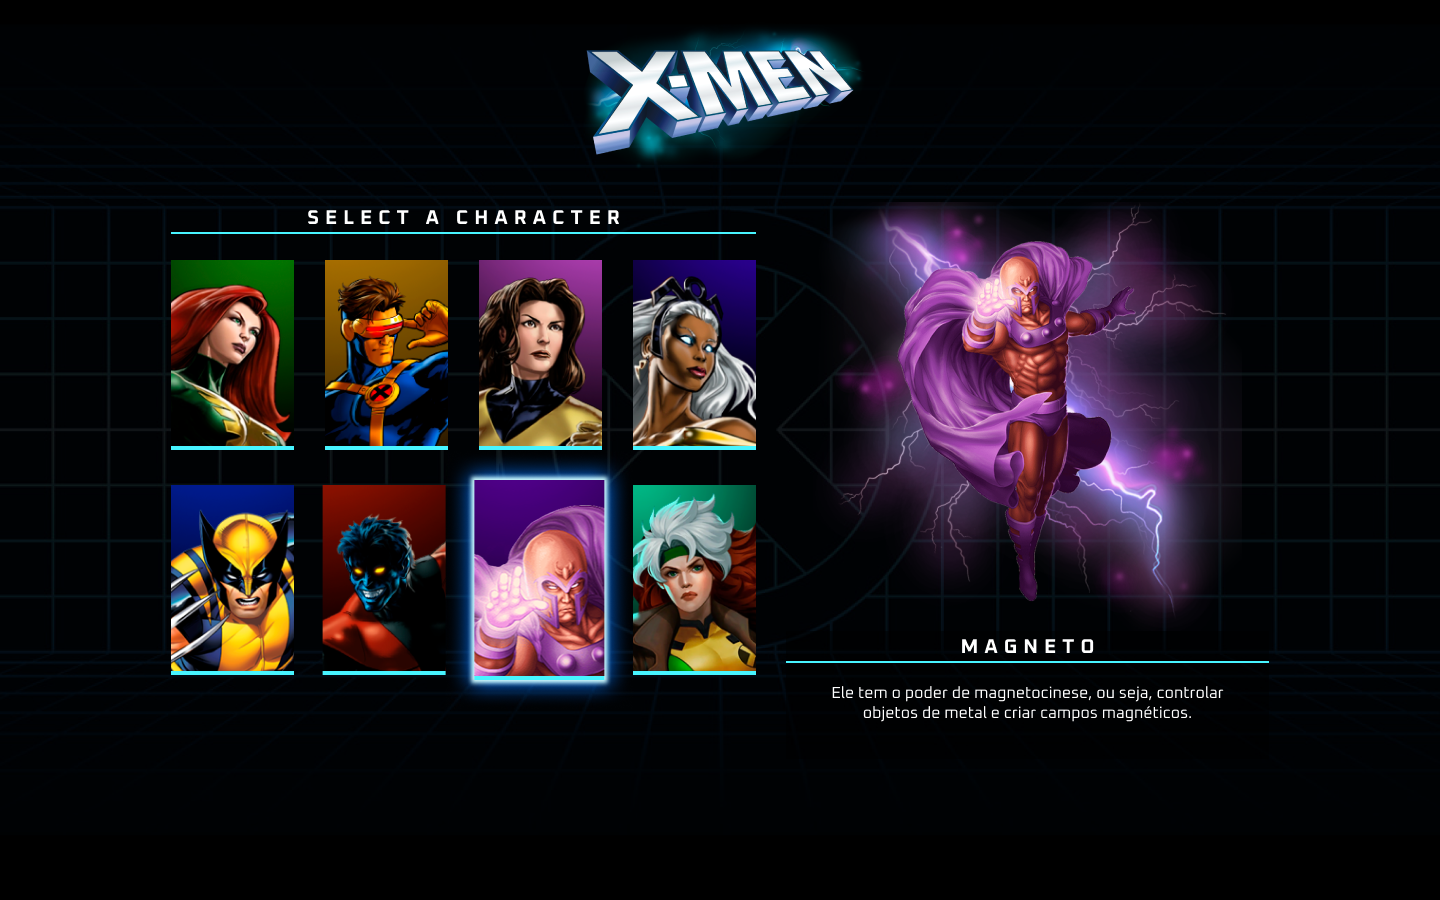 X-MEN
SELECT A CHARACTER
MAGNETO
Ele tem o poder de magnetocinese, ou seja, controlar
objetos de metal e criar campos magnéticos.